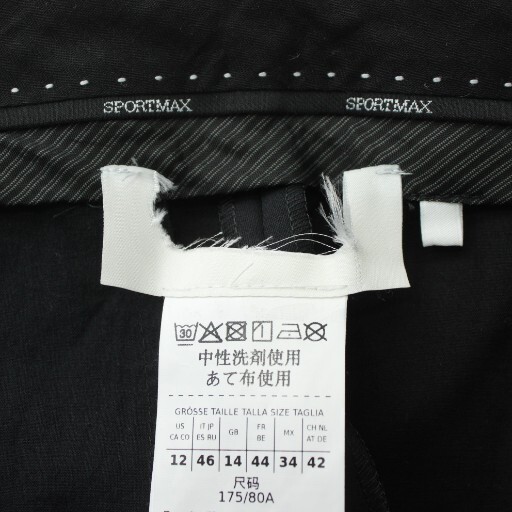 SPORTMAX SPORTMAX
30
中性洗剤使用
あて布使用
GRÖSSE TAILLE TALLA SIZE TAGLIA
US IT JP GB FR MX CH NL
CA CO ES RU BE AT DE
12 46 14 44 34 42
尺码
175/80A